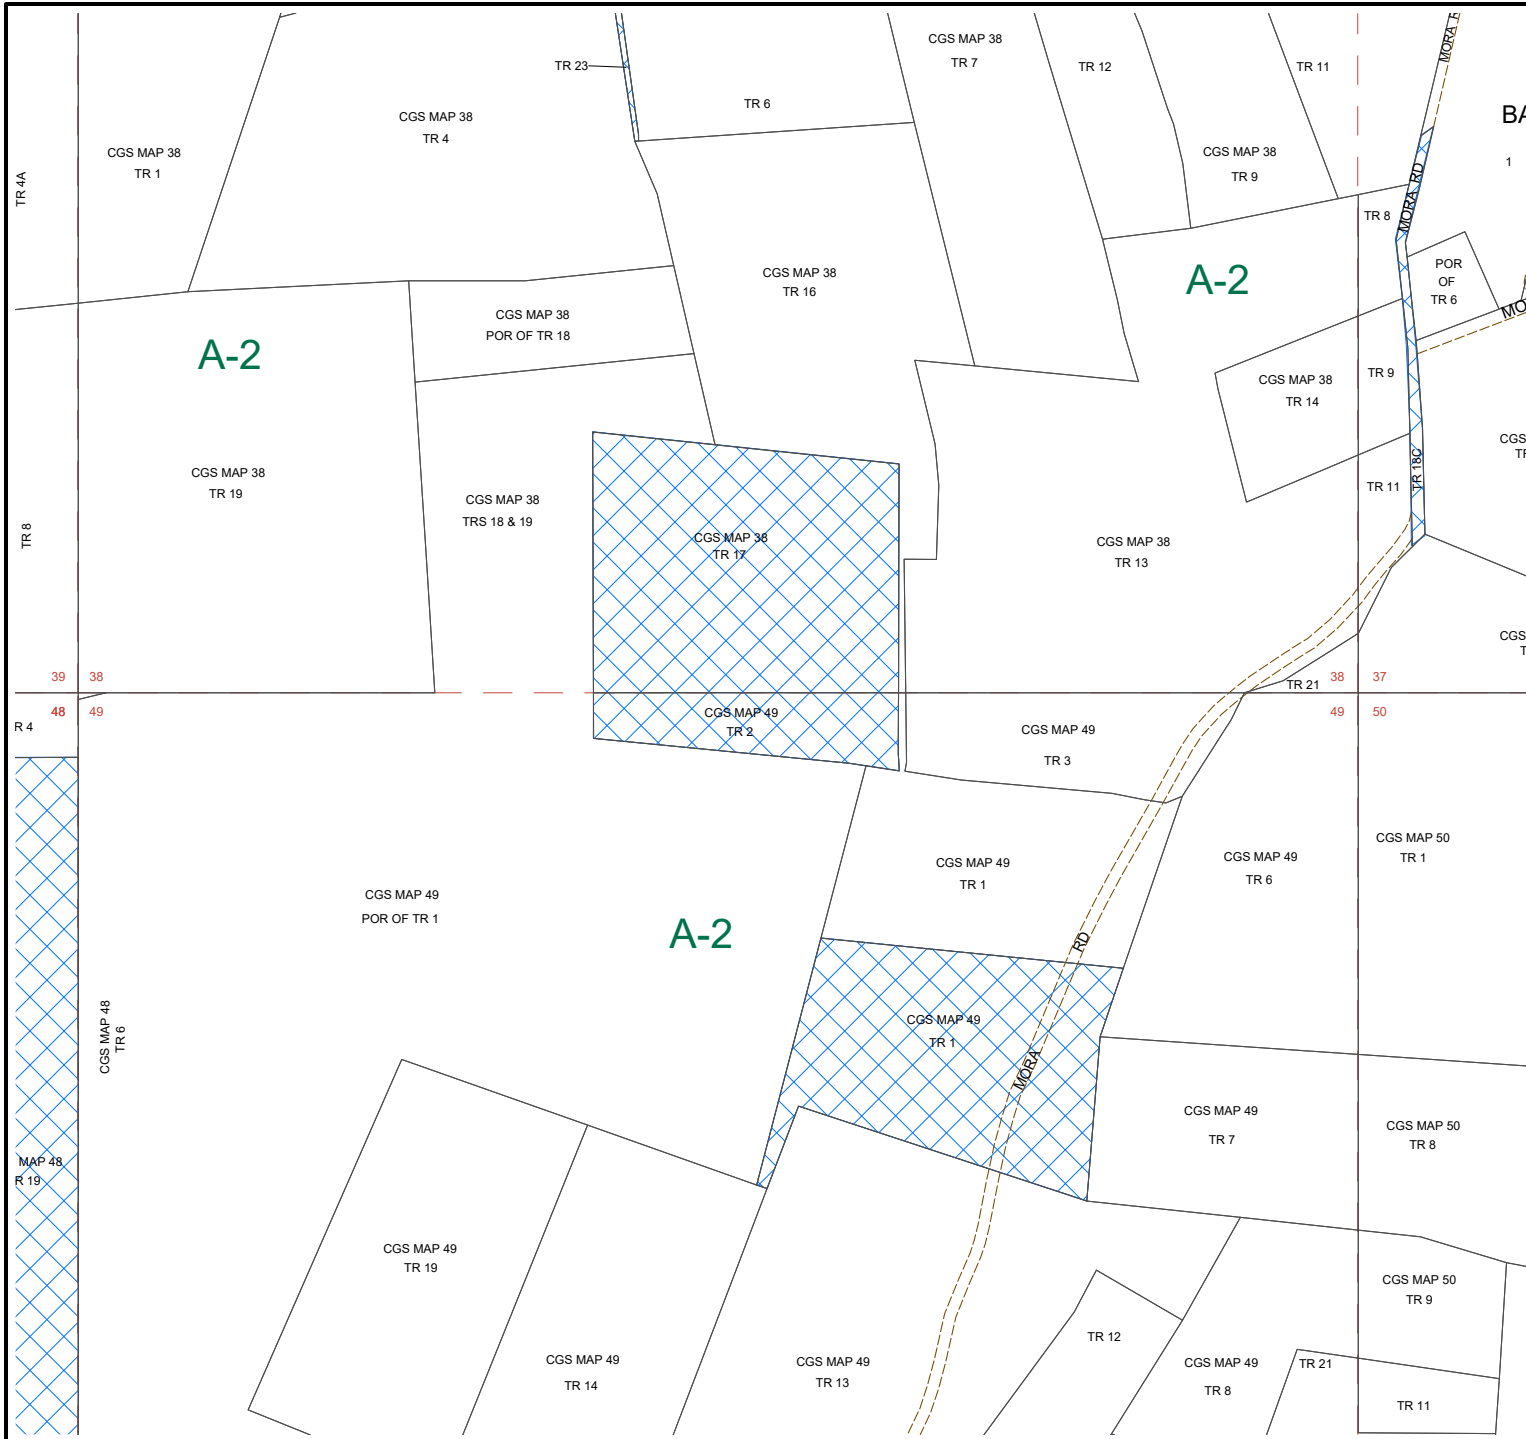 CGS MAP 38
TR 7
TR 12
TR 11
MORA R
TR 23
TR 6
CGS MAP 38
TR 4
CGS MAP 38
TR 1
TR 4A
CGS MAP 38
TR 9
BA
1
MORA RD
TR 8
CGS MAP 38
TR 16
A-2
POR
OF
TR 6
MO
CGS MAP 38
POR OF TR 18
A-2
CGS MAP 38
TR 14
TR 9
CGS MAP 38
TR 19
CGS MAP 38
TRS 18 & 19
CGS MAP 38
TR 17
CGS MAP 38
TR 13
TR 11
TR 18C
CGS
TR
TR 8
CGS
T
39 38
48 49
38 37
49 50
TR 21
R 4
CGS MAP 49
TR 2
CGS MAP 49
TR 3
CGS MAP 49
POR OF TR 1
A-2
CGS MAP 49
TR 1
CGS MAP 49
TR 6
CGS MAP 50
TR 1
MORA RD
CGS MAP 48
TR 6
CGS MAP 49
TR 1
CGS MAP 49
TR 7
CGS MAP 50
TR 8
MAP 48
R 19
CGS MAP 49
TR 19
CGS MAP 49
TR 14
CGS MAP 49
TR 13
TR 12
CGS MAP 49
TR 8
TR 21
CGS MAP 50
TR 9
TR 11